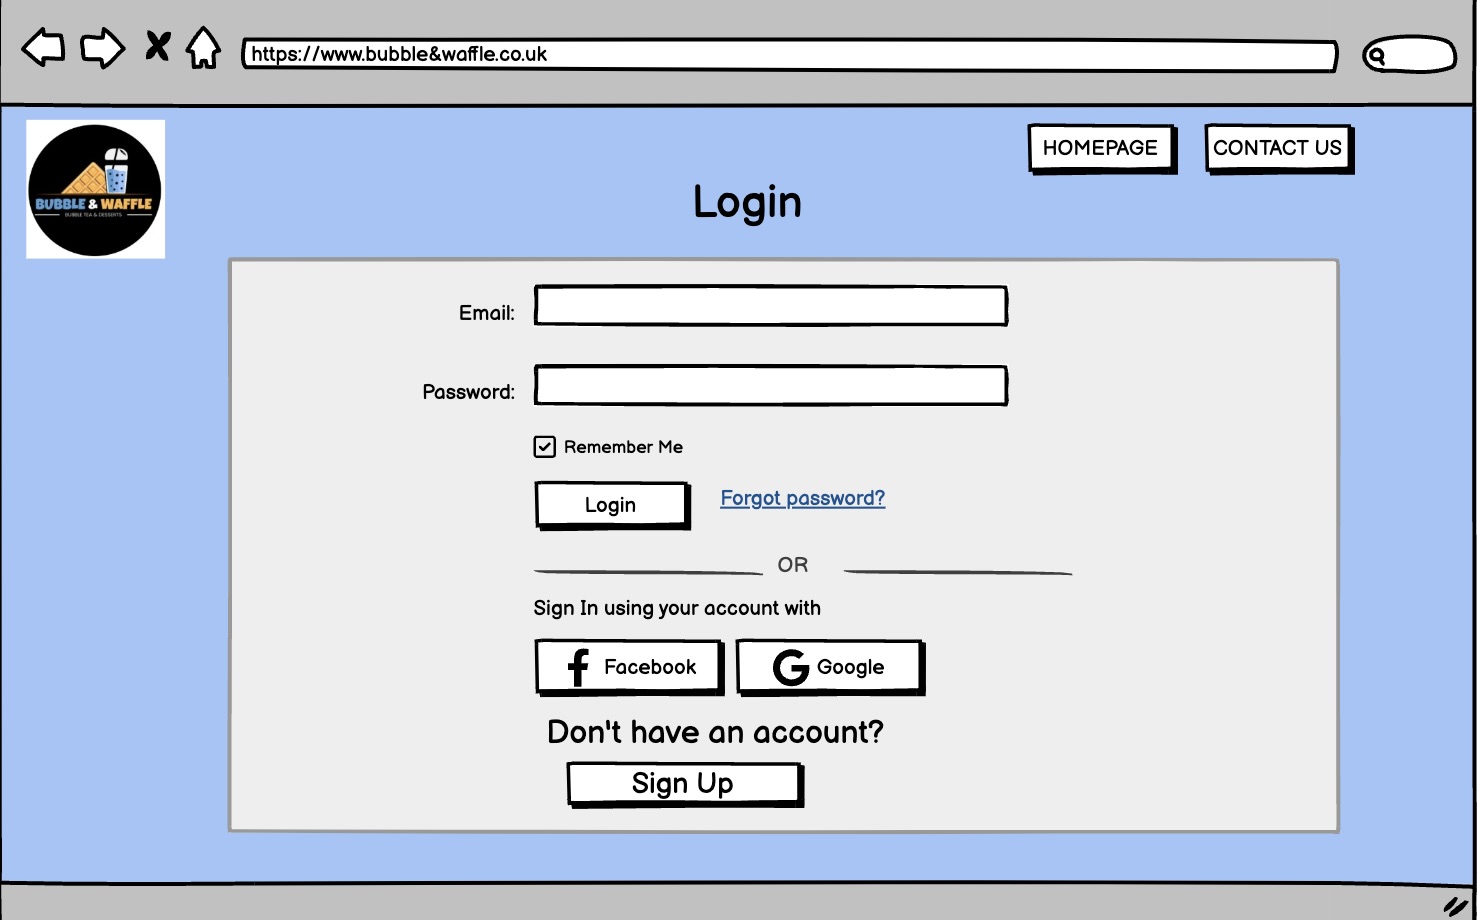 https://www.bubble&waffle.co.uk
BUBBLE & WAFFLE
BUBBLE TEA & DESSERTS
HOMEPAGE
CONTACT US
Login
Email:
Password:
Remember Me
Login
Forgot password?
OR
Sign In using your account with
Facebook
Google
Don't have an account?
Sign Up